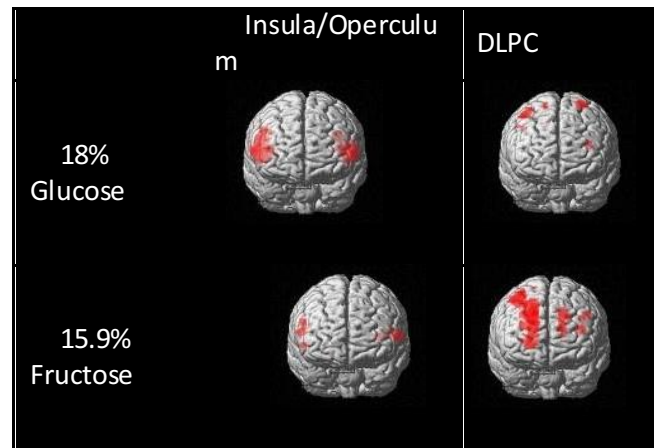 Insula/Operculu
m
DLPC
18%
Glucose
15.9%
Fructose